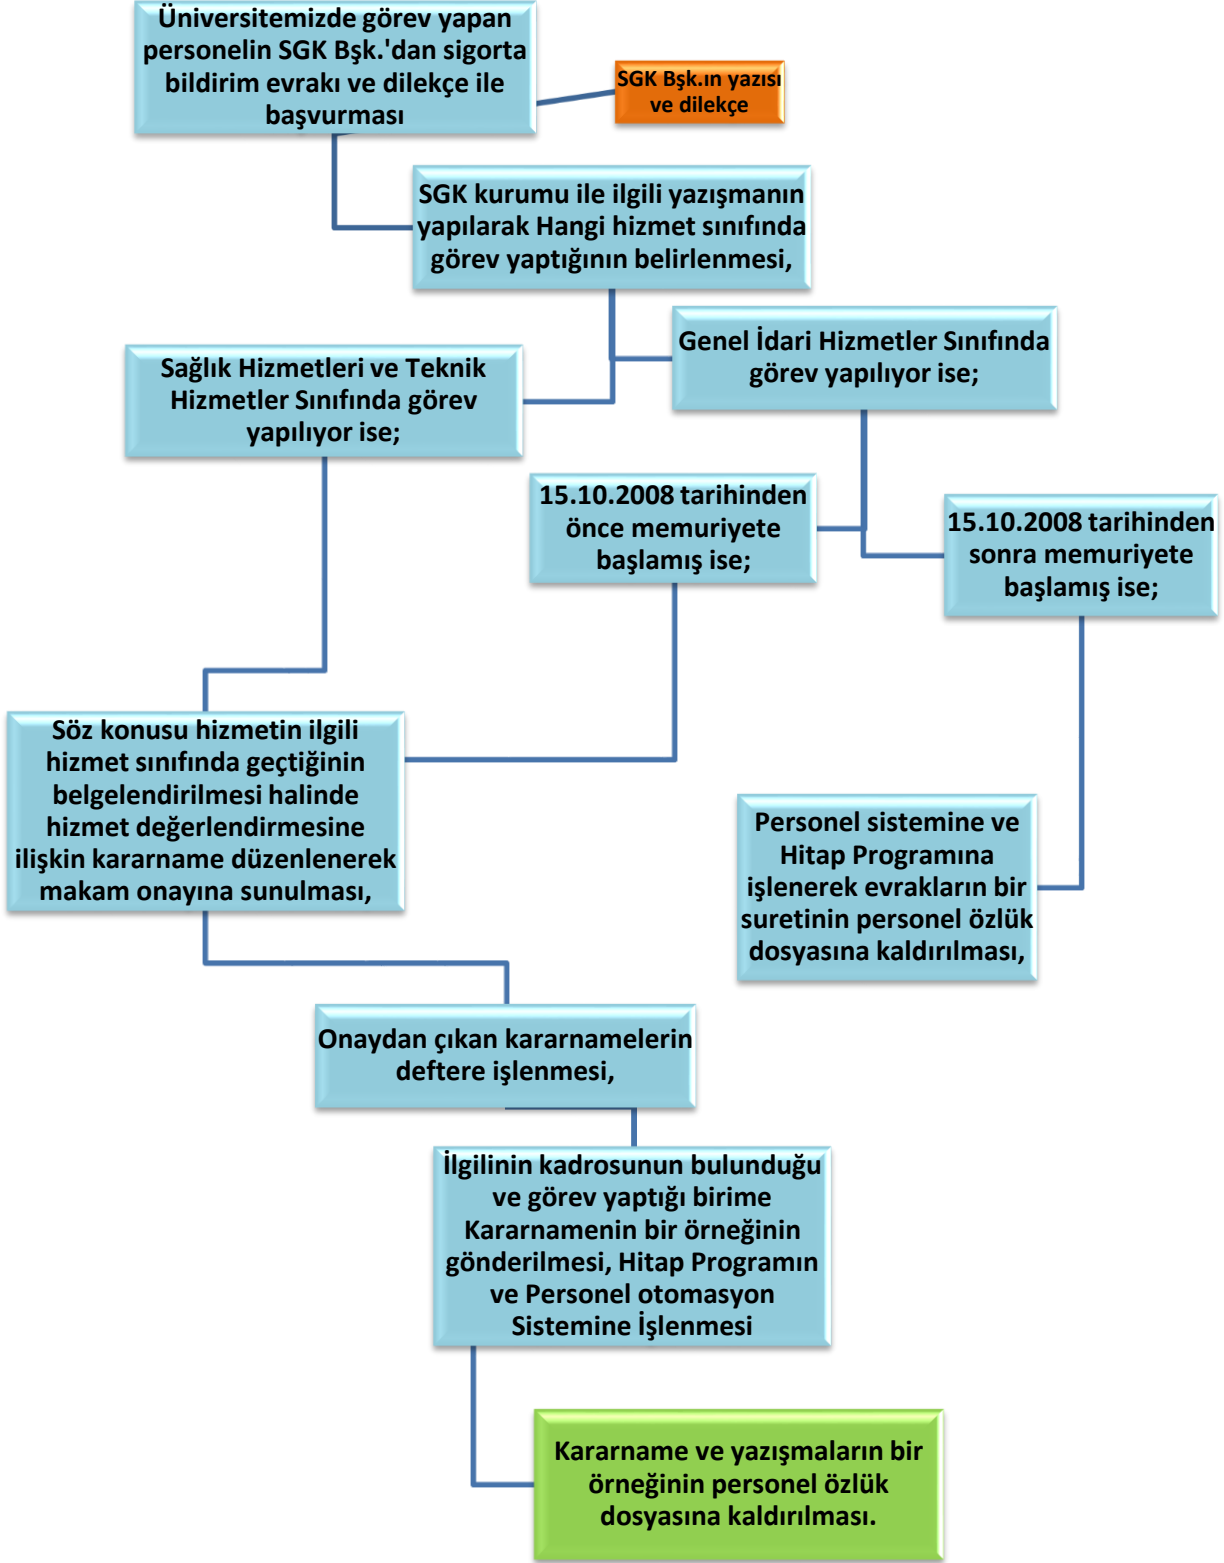 Üniversitemizde görev yapan
personelin SGK Bşk.'dan sigorta
bildirim evrakı ve dilekçe ile
başvurması
SGK Bşk.ın yazısı
ve dilekçe
SGK kurumu ile ilgili yazışmanın
yapılarak Hangi hizmet sınıfında
görev yaptığının belirlenmesi,
Genel İdari Hizmetler Sınıfında
görev yapılıyor ise;
Sağlık Hizmetleri ve Teknik
Hizmetler Sınıfında görev
yapılıyor ise;
15.10.2008 tarihinden
önce memuriyete
başlamış ise;
15.10.2008 tarihinden
sonra memuriyete
başlamış ise;
Söz konusu hizmetin ilgili
hizmet sınıfında geçtiğinin
belgelendirilmesi halinde
hizmet değerlendirmesine
ilişkin kararname düzenlenerek
makam onayına sunulması,
Personel sistemine ve
Hitap Programına
işlenerek evrakların bir
suretinin personel özlük
dosyasına kaldırılması,
Onaydan çıkan kararnamelerin
deftere işlenmesi,
İlgilinin kadrosunun bulunduğu
ve görev yaptığı birime
Kararnamenin bir örneğinin
gönderilmesi, Hitap Programın
ve Personel otomasyon
Sistemine İşlenmesi
Kararname ve yazışmaların bir
örneğinin personel özlük
dosyasına kaldırılması.